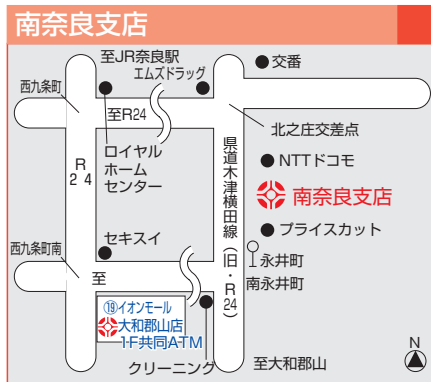 南奈良支店
至JR奈良駅
エムズドラッグ
交番
西九条町
至R24
北之庄交差点
ロイヤル
ホーム
センター
R
24
県道木津横田線(旧・R24)
NTTドコモ
南奈良支店
プライスカット
セキスイ
永井町
南永井町
西九条町南
至
⑲イオンモール
大和郡山店
1F共同ATM
クリーニング
至大和郡山
N